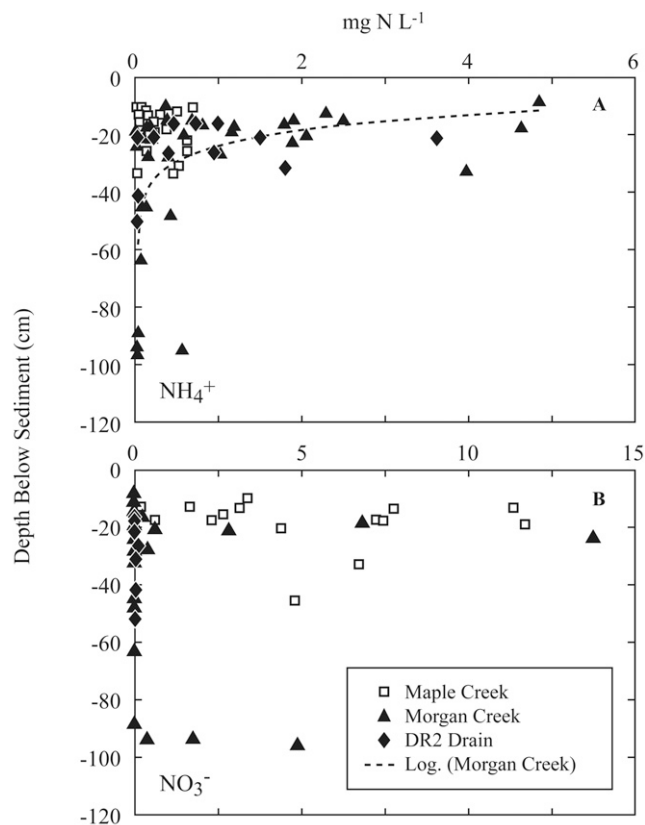 mg N L-1
0 2 4 6
0
-20
-40
-60
-80
-100
-120
A
NH4+
Depth Below Sediment (cm)
0 5 10 15
0
-20
-40
-60
-80
-100
-120
B
Maple Creek
Morgan Creek
DR2 Drain
Log. (Morgan Creek)
NO3-